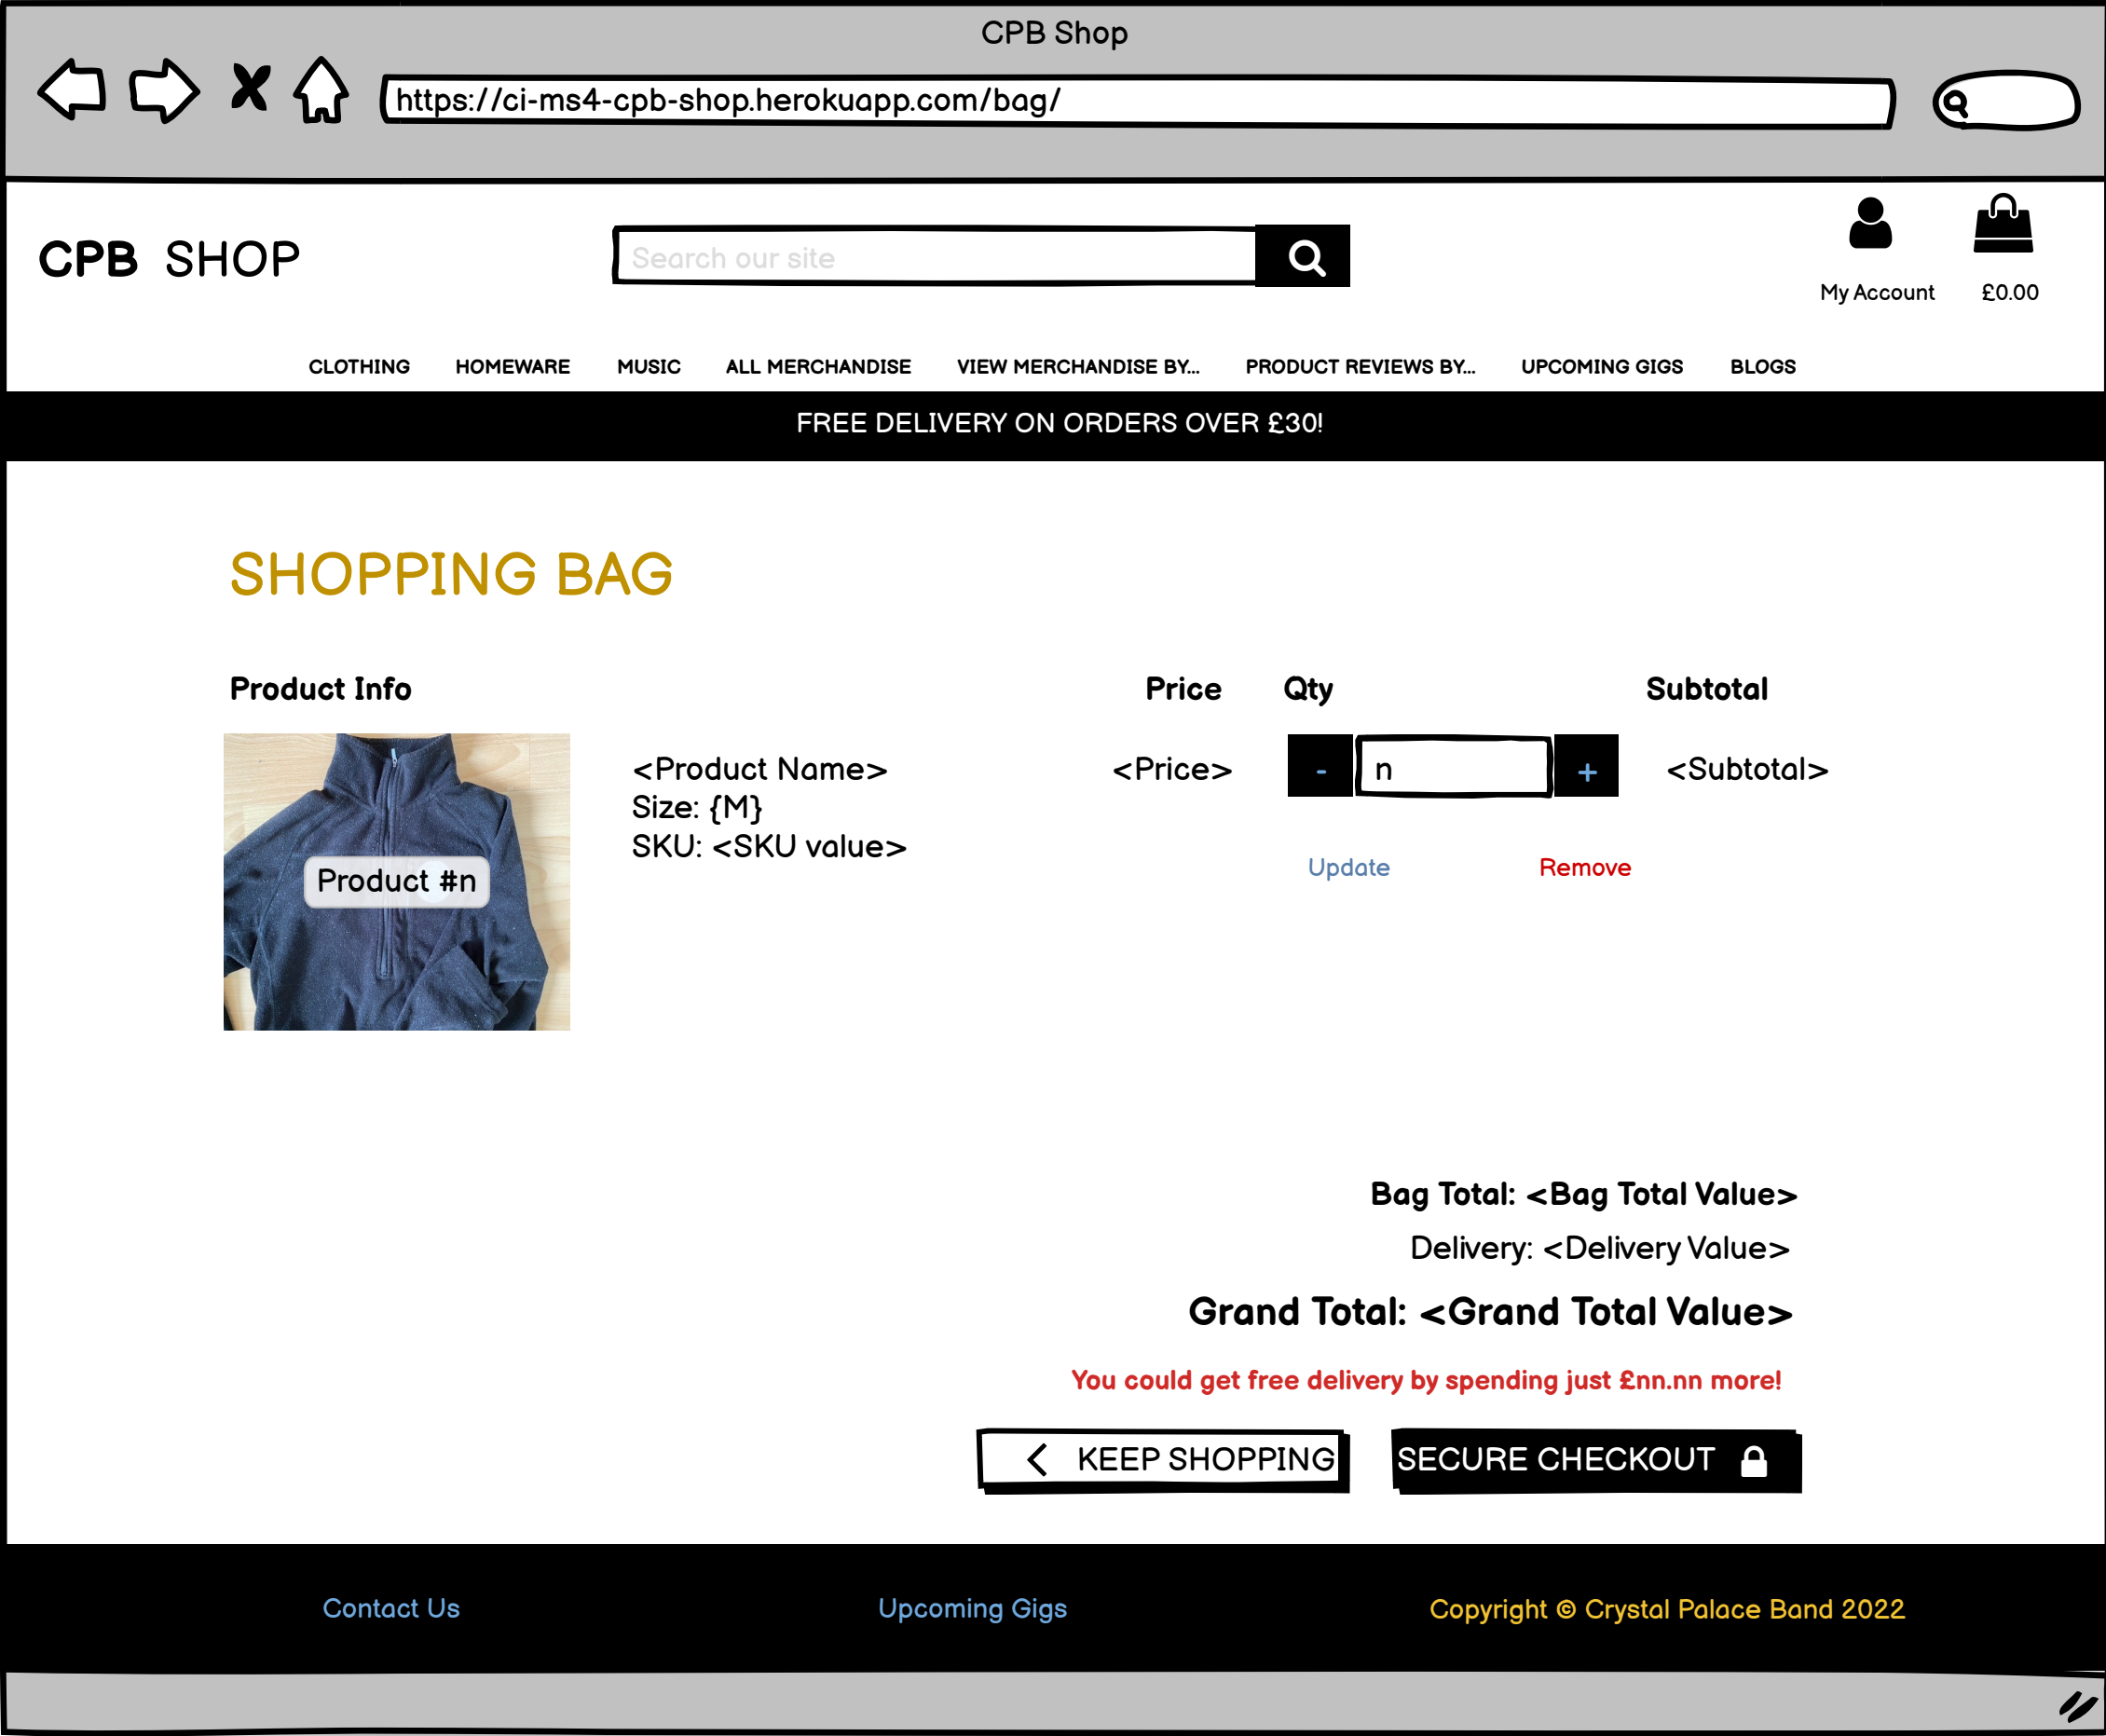 CPB Shop
https://ci-ms4-cpb-shop.herokuapp.com/bag/
CPB SHOP
Search our site
My Account
£0.00
CLOTHING HOMEWARE MUSIC ALL MERCHANDISE VIEW MERCHANDISE BY... PRODUCT REVIEWS BY... UPCOMING GIGS BLOGS
FREE DELIVERY ON ORDERS OVER £30!
SHOPPING BAG
Product Info Price Qty Subtotal
<Product Name> <Price> - n + <Subtotal>
Size: {M}
SKU: <SKU value>
Update Remove
Product #n
Bag Total: <Bag Total Value>
Delivery: <Delivery Value>
Grand Total: <Grand Total Value>
You could get free delivery by spending just £nn.nn more!
KEEP SHOPPING SECURE CHECKOUT
Contact Us Upcoming Gigs Copyright © Crystal Palace Band 2022